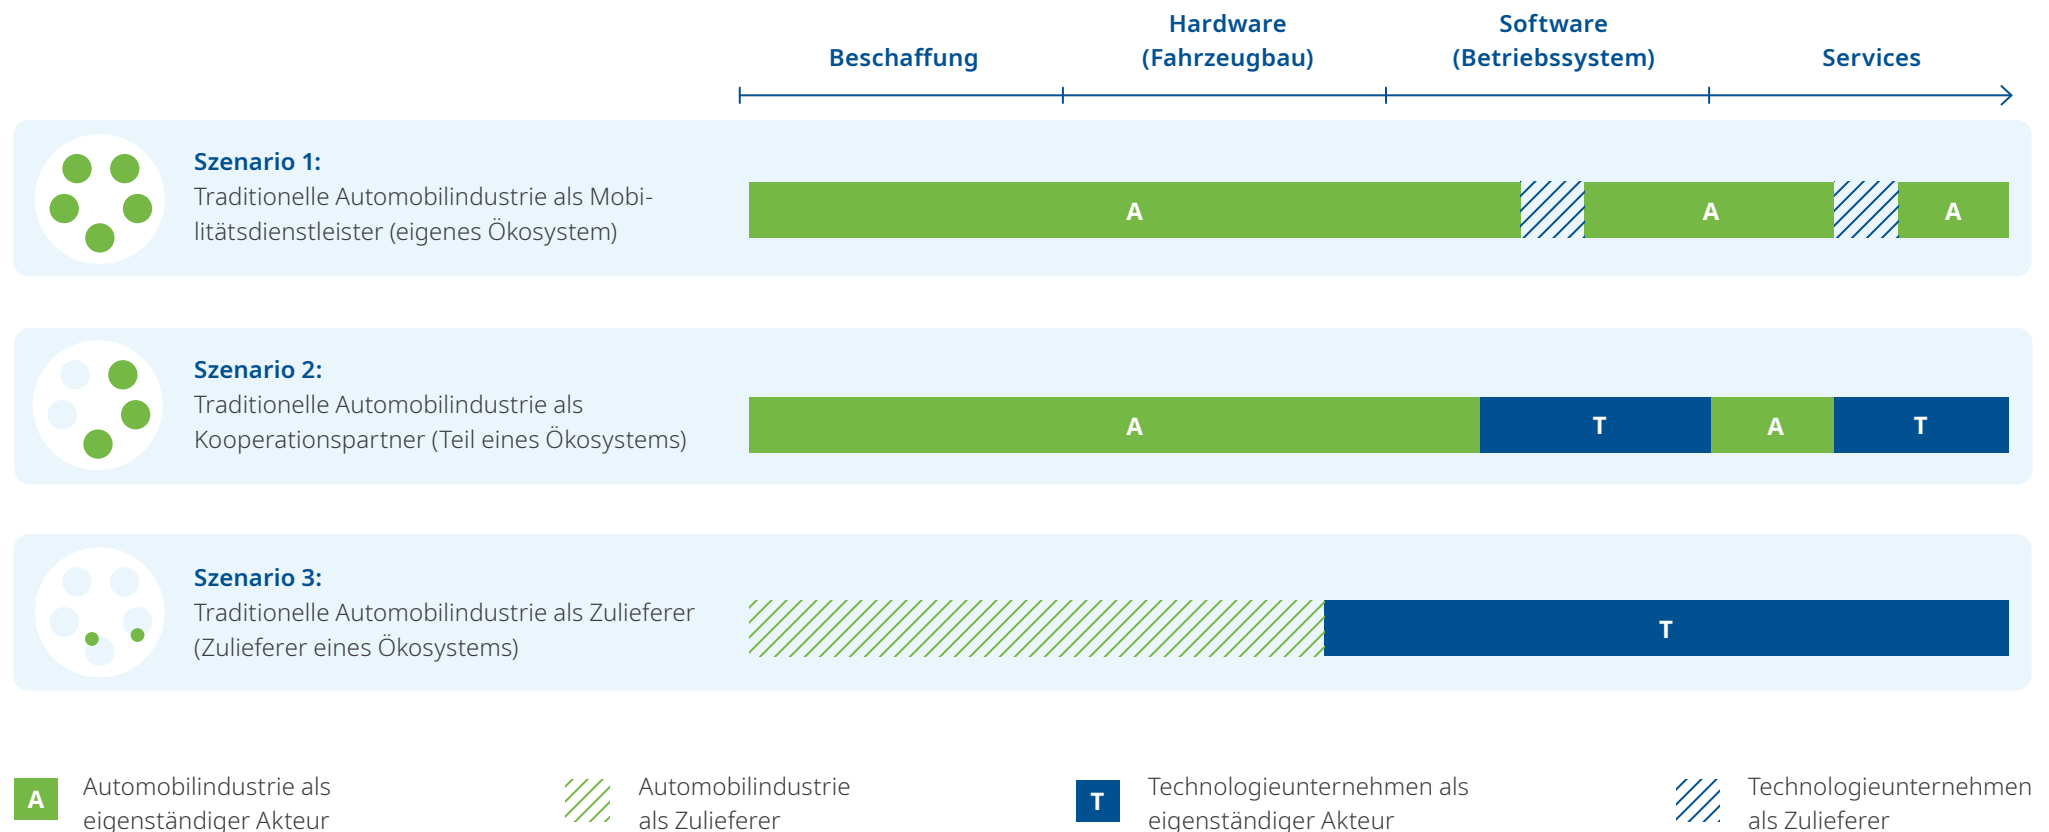 Beschaffung
Hardware
(Fahrzeugbau)
Software
(Betriebssystem)
Services
Szenario 1:
Traditionelle Automobilindustrie als Mobi-
litätsdienstleister (eigenes Ökosystem)
A
A
A
Szenario 2:
Traditionelle Automobilindustrie als
Kooperationspartner (Teil eines Ökosystems)
A
T
A
T
Szenario 3:
Traditionelle Automobilindustrie als Zulieferer
(Zulieferer eines Ökosystems)
T
A
Automobilindustrie als
eigenständiger Akteur
Automobilindustrie
als Zulieferer
T
Technologieunternehmen als
eigenständiger Akteur
Technologieunternehmen
als Zulieferer